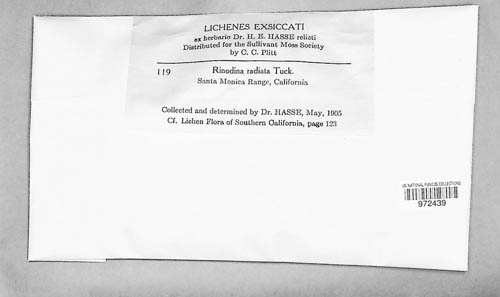 LICHENES EXSICCATI
ex herbario Dr. H. E. HASSE relicti
Distributed for the Sullivant Moss Society
by C. C. Plitt
119 Rinodina radiata Tuck.
Santa Monica Range, California
Collected and determined by Dr. HASSE, May, 1905
Cf. Lichen Flora of Southern California, page 123
US NATIONAL FUNGUS COLLECTIONS
972439